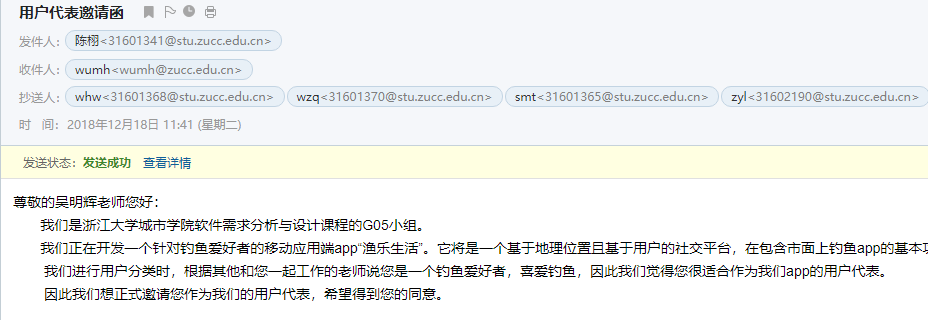 用户代表邀请函
发件人： 陈栩<31601341@stu.zucc.edu.cn>
收件人： wumh<wumh@zucc.edu.cn>
抄送人： whw<31601368@stu.zucc.edu.cn> wzq<31601370@stu.zucc.edu.cn> smt<31601365@stu.zucc.edu.cn> zyl<31602190@stu.zucc.edu.cn>
时 间： 2018年12月18日 11:41 (星期二)
发送状态： 发送成功 查看详情
尊敬的吴明辉老师您好：
我们是浙江大学城市学院软件需求分析与设计课程的G05小组。
我们正在开发一个针对钓鱼爱好者的移动应用端app“渔乐生活”。它将是一个基于地理位置且基于用户的社交平台，在包含市面上钓鱼app的基本
我们进行用户分类时，根据其他和您一起工作的老师说您是一个钓鱼爱好者，喜爱钓鱼，因此我们觉得您很适合作为我们app的用户代表。
因此我们想正式邀请您作为我们的用户代表，希望得到您的同意。